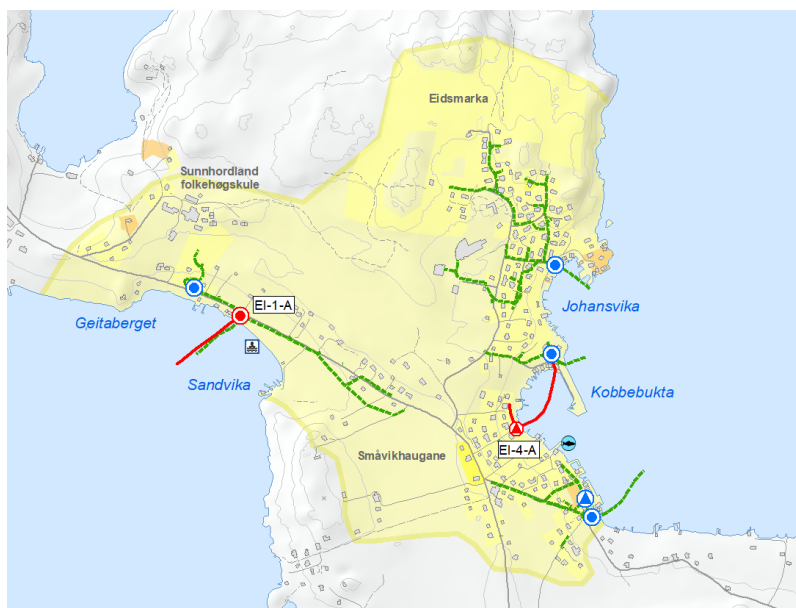 Eidsmarka
Sunnhordland
folkehøgskule
EI-1-A
Geitaberget
Johansvika
Sandvika
Kobbebukta
EI-4-A
Småvikhaugane